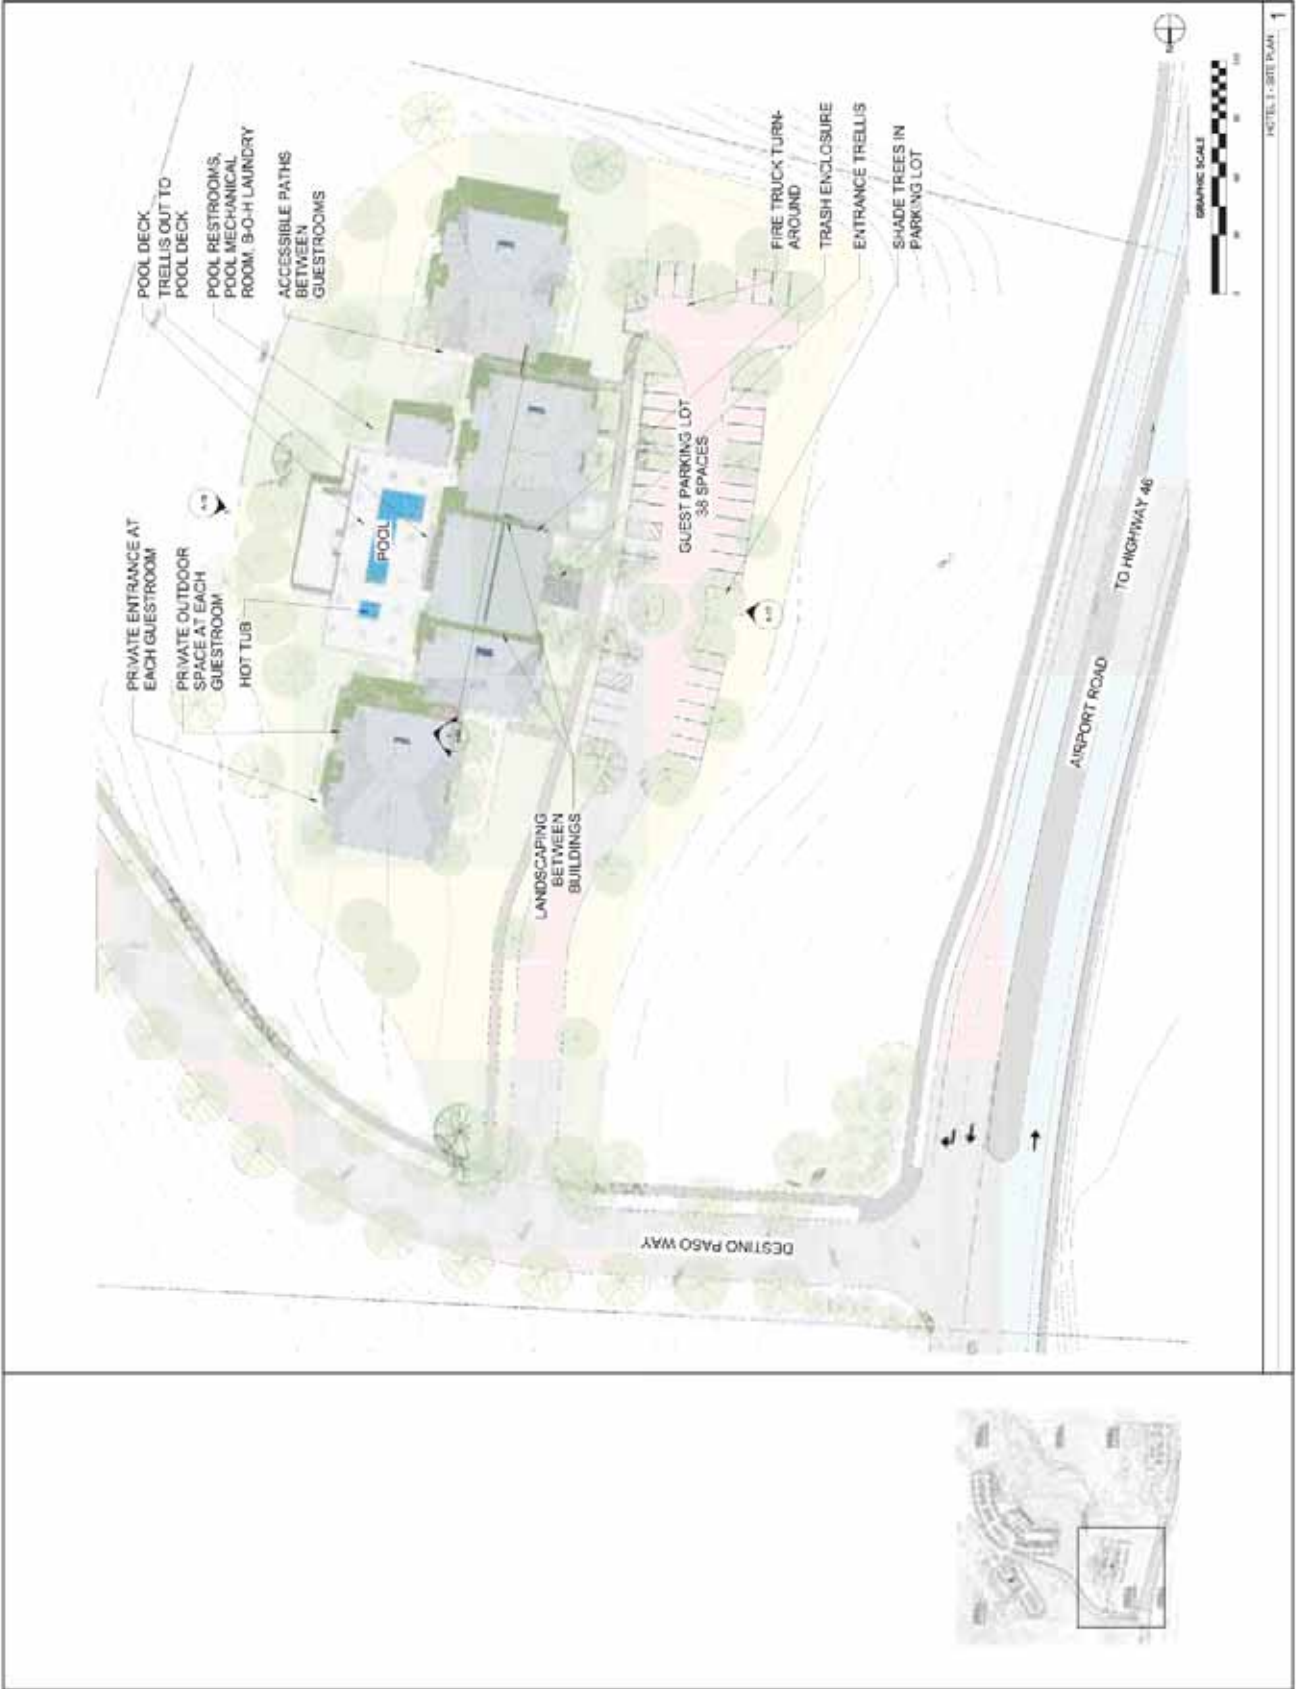 PRIVATE ENTRANCE AT
EACH GUESTROOM
PRIVATE OUTDOOR
SPACE AT EACH
GUESTROOM
HOT TUB
POOL DECK
TRELLIS OUT TO
POOL DECK
POOL RESTROOMS,
POOL MECHANICAL
ROOM, B-O-H LAUNDRY
ACCESSIBLE PATHS
BETWEEN
GUESTROOMS
POOL
LANDSCAPING
BETWEEN
BUILDINGS
GUEST PARKING LOT
38 SPACES
FIRE TRUCK TURN-
AROUND
TRASH ENCLOSURE
ENTRANCE TRELLIS
SHADE TREES IN
PARKING LOT
DESTINO PASO WAY
AIRPORT ROAD
TO HIGHWAY 46
GRAPHIC SCALE
SITE PLAN
1